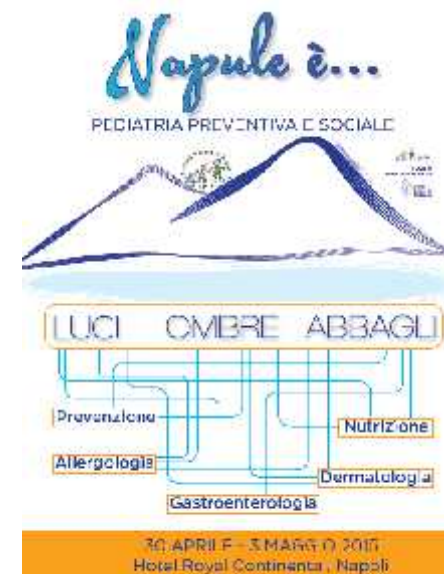 Napule è...
PEDIATRIA PREVENTIVA E SOCIALE
LUCI OMBRE ABBAGLI
Prevenzione
Nutrizione
Allergologia
Dermatologia
Gastroenterologia
30 APRILE - 3 MAGGIO 2015
Hotel Royal Continental, Napoli